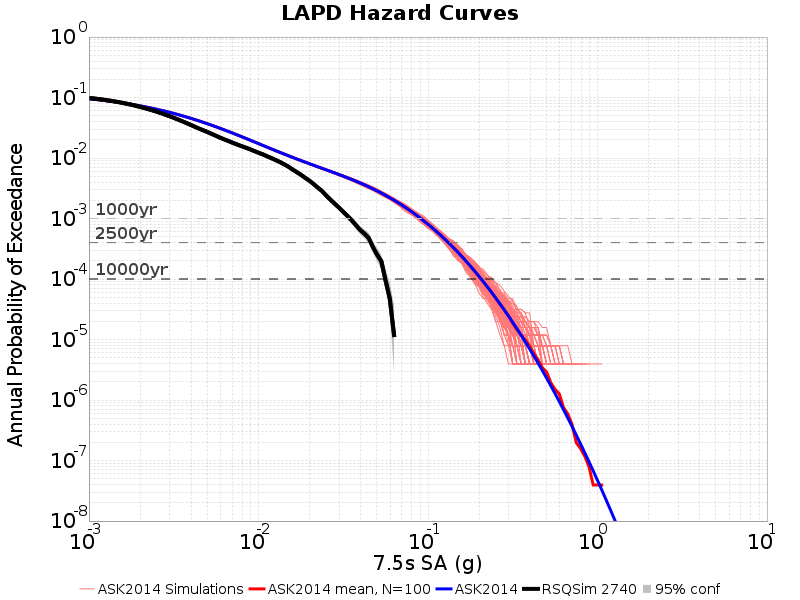 LAPD Hazard Curves
Annual Probability of Exceedance
10^0
10^-1
10^-2
10^-3
10^-4
10^-5
10^-6
10^-7
10^-8
1000yr
2500yr
10000yr
10^-3 10^-2 10^-1 10^0 10^1
7.5s SA (g)
ASK2014 Simulations ASK2014 mean, N=100 ASK2014 RSQSim 2740 95% conf